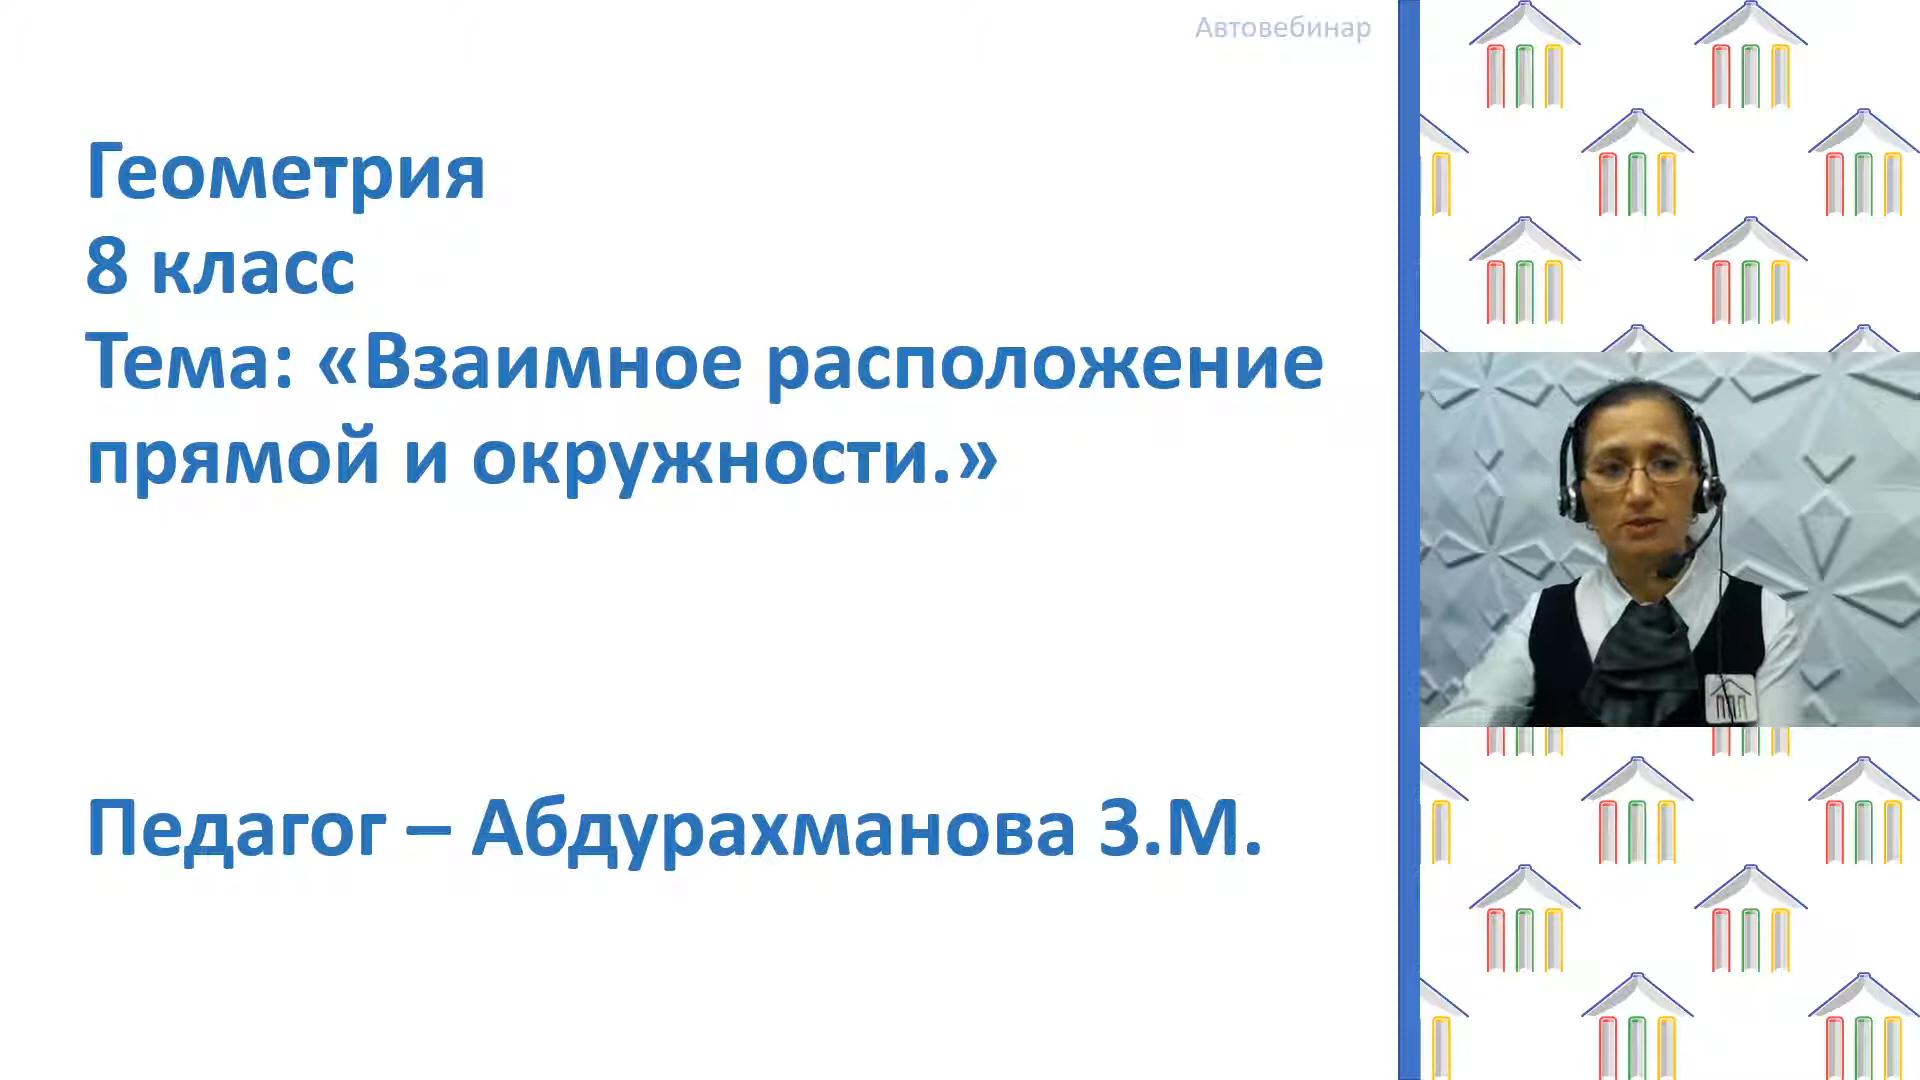 Автовебинар
Геометрия
8 класс
Тема: «Взаимное расположение
прямой и окружности.»
Педагог – Абдурахманова З.М.